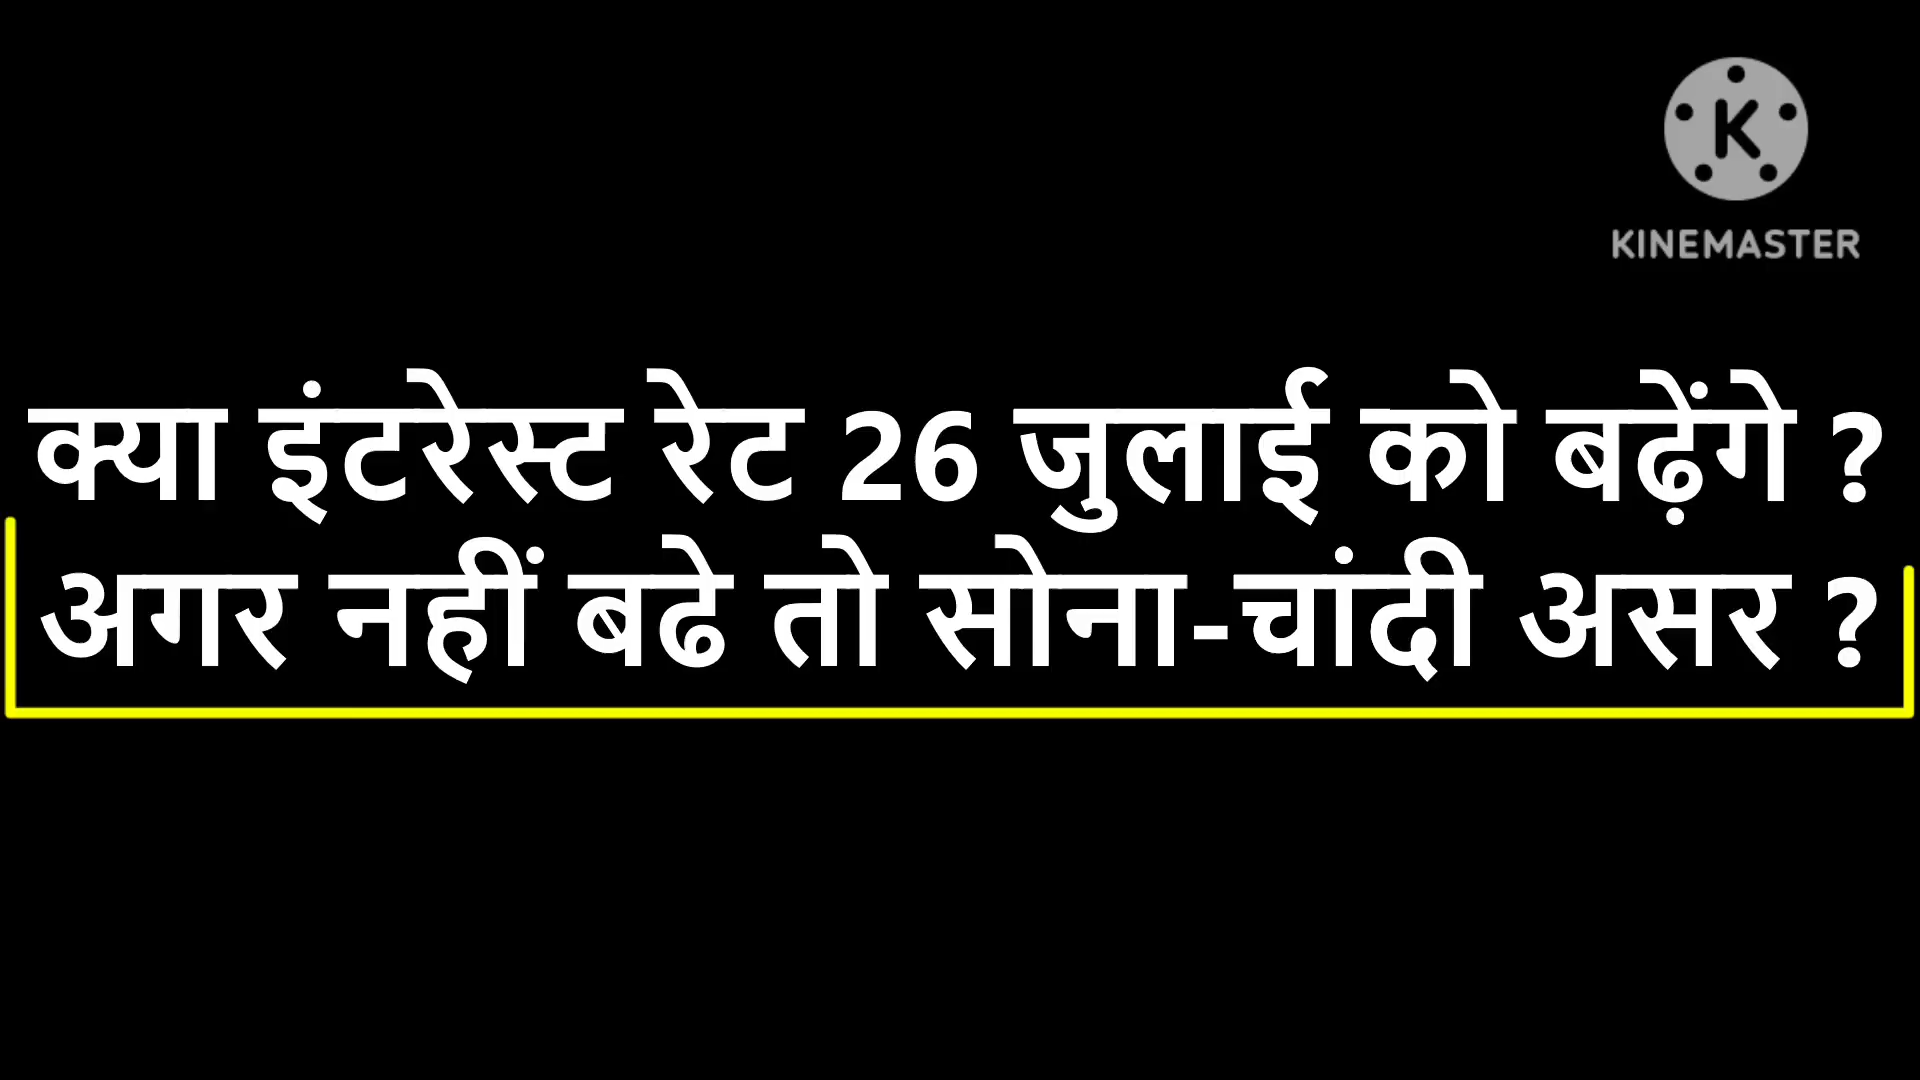 KINEMASTER
क्या इंटरेस्ट रेट 26 जुलाई को बढ़ेंगे ?
अगर नहीं बढे तो सोना-चांदी असर ?